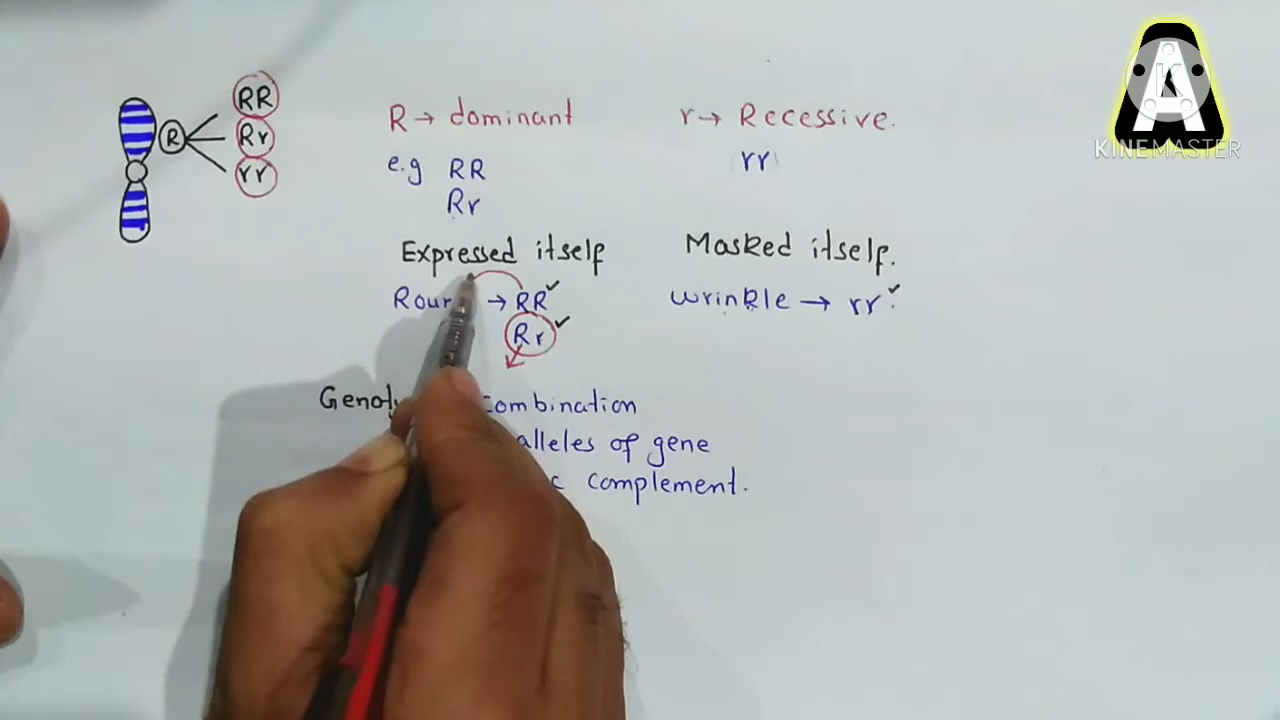 RR
R Rr
rr
R → dominant
e.g RR
Rr
Expressed itself
→ RR ✓
Rr ✓
r → Recessive.
rr
Masked itself.
wrinkle → rr ✓
combination
alleles of gene
complement.
A
K
KINEMASTER